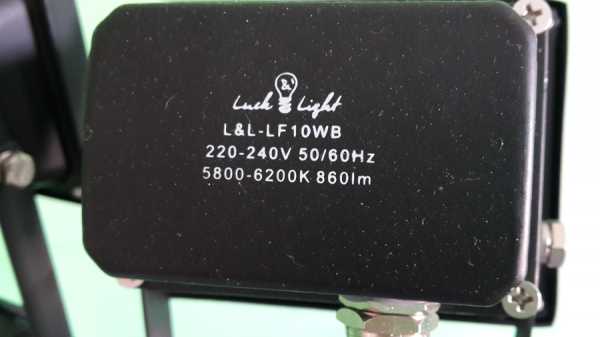 Luck & Light
L&L-LF10WB
220-240V 50/60Hz
5800-6200K 860lm